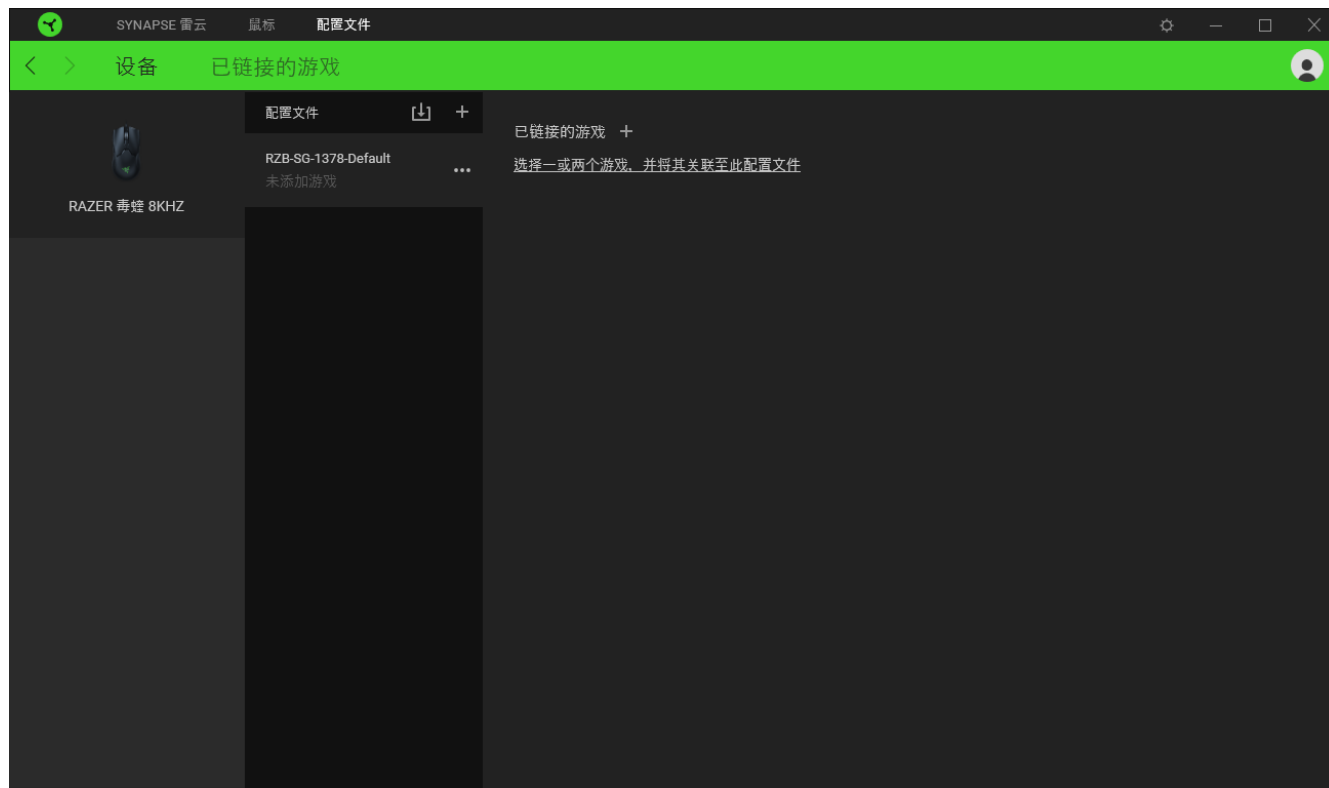 SYNAPSE 雷云 鼠标 配置文件
设备 已链接的游戏
配置文件
RZB-SG-1378-Default
未添加游戏
RAZER 毒蝰 8KHZ
已链接的游戏
选择一或两个游戏，并将其关联至此配置文件